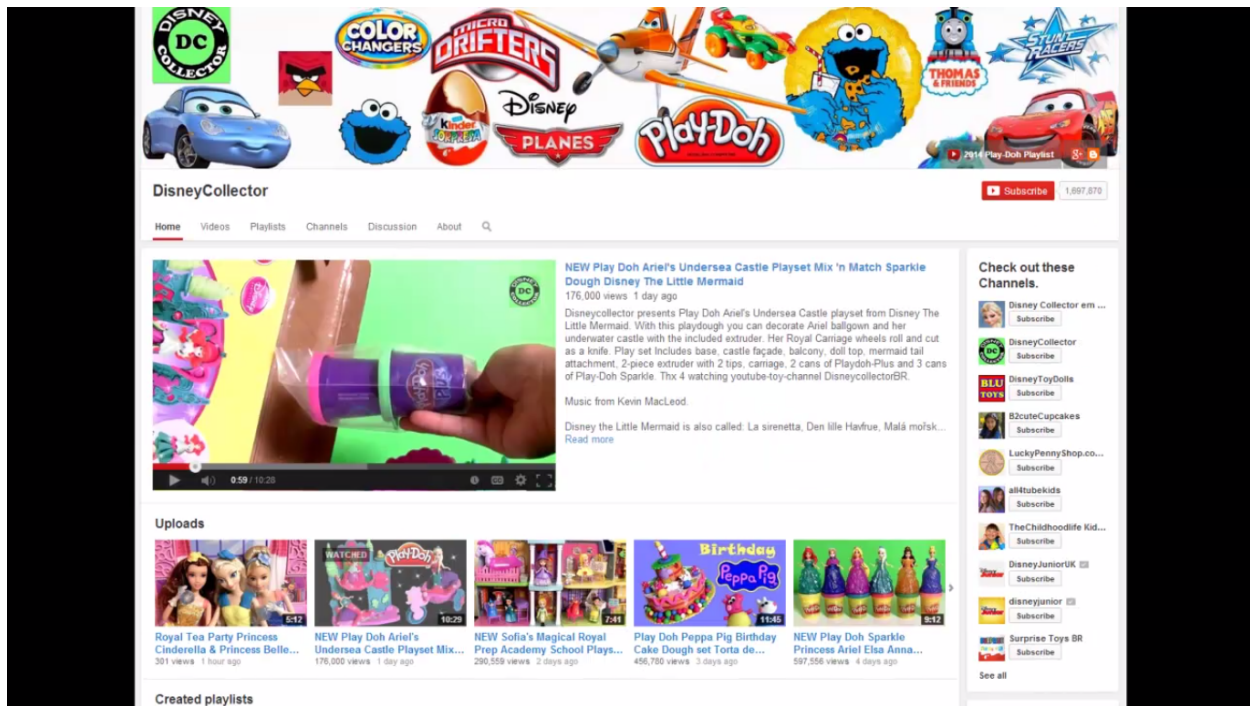 DISNEY
DC
COLLECTOR
COLOR
CHANGERS
MICRO
DRIFTERS
STUNT
RACERS
THOMAS
& FRIENDS
Kinder
SORPRESA
Disney
PLANES
PLAY-DOH
2014 Play-Doh Playlist
DisneyCollector
Subscribe 1,697,670
Home Videos Playlists Channels Discussion About
NEW Play Doh Ariel's Undersea Castle Playset Mix 'n Match Sparkle
Dough Disney The Little Mermaid
176,000 views 1 day ago
Disneycollector presents Play Doh Ariel's Undersea Castle playset from Disney The
Little Mermaid. With this playdough you can decorate Ariel ballgown and her
underwater castle with the included extruder. Her Royal Carriage wheels roll and cut
as a knife. Play set Includes base, castle façade, balcony, doll top, mermaid tail
attachment, 2-piece extruder with 2 tips, carriage, 2 cans of Playdoh-Plus and 3 cans
of Play-Doh Sparkle. Thx 4 watching youtube-toy-channel DisneycollectorBR.
Music from Kevin MacLeod.
Disney the Little Mermaid is also called: La sirenetta, Den lille Havfrue, Malá mořsk...
Read more
DC
0:59 / 10:28
Check out these
Channels.
Disney Collector em ...
Subscribe
DisneyCollector
Subscribe
BLU
TOYS
DisneyToyDolls
Subscribe
B2cuteCupcakes
Subscribe
LuckyPennyShop.co...
Subscribe
all4tubekids
Subscribe
TheChildhoodlife Kid...
Subscribe
DisneyJuniorUK
Subscribe
disneyjunior
Subscribe
Surprise Toys BR
Subscribe
See all
Uploads
5:12
WATCHED
PLAY-DOH
10:29
7:41
Birthday
Peppa Pig
11:45
9:12
Royal Tea Party Princess
Cinderella & Princess Belle...
301 views 1 hour ago
NEW Play Doh Ariel's
Undersea Castle Playset Mix...
176,000 views 1 day ago
NEW Sofia's Magical Royal
Prep Academy School Plays...
290,559 views 2 days ago
Play Doh Peppa Pig Birthday
Cake Dough set Torta de...
456,780 views 3 days ago
NEW Play Doh Sparkle
Princess Ariel Elsa Anna...
597,556 views 4 days ago
Created playlists